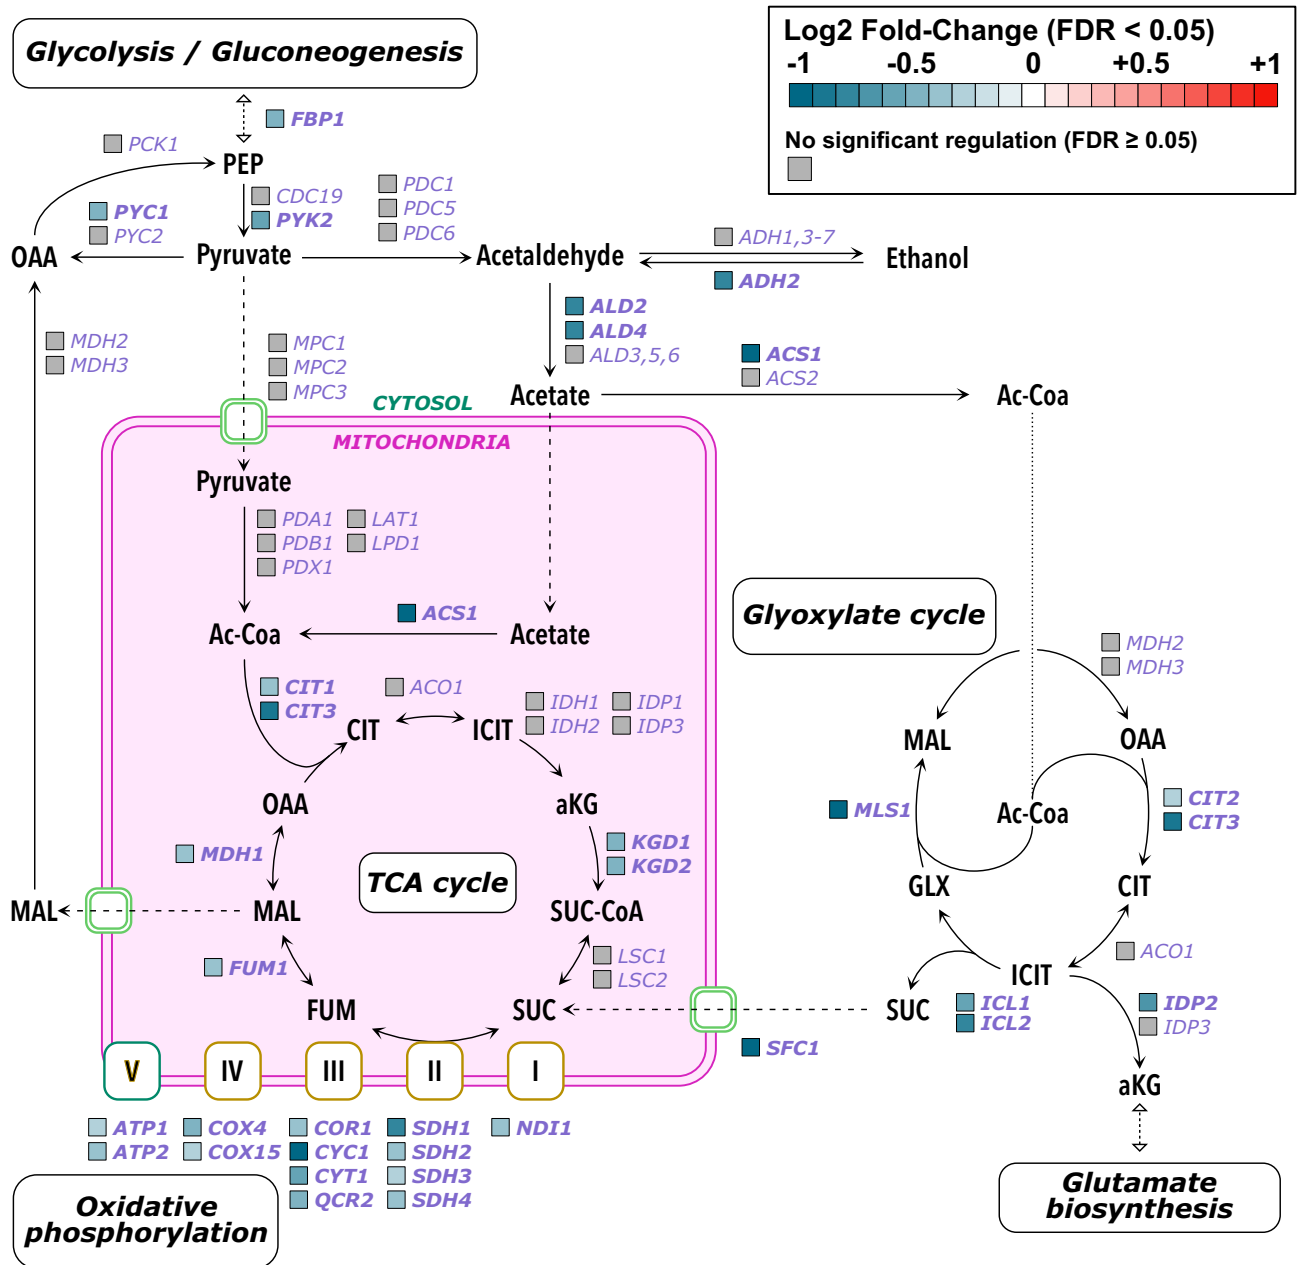 Glycolysis / Gluconeogenesis
Log2 Fold-Change (FDR < 0.05)
-1 -0.5 0 +0.5 +1
No significant regulation (FDR ≥ 0.05)
FBP1
PCK1
PEP
CDC19
PYK2
PDC1
PDC5
PDC6
PYC1
PYC2
OAA
Pyruvate
Acetaldehyde
ADH1,3-7
ADH2
Ethanol
ALD2
ALD4
ALD3,5,6
MDH2
MDH3
MPC1
MPC2
MPC3
ACS1
ACS2
CYTOSOL
Acetate
Ac-Coa
MITOCHONDRIA
Pyruvate
PDA1 LAT1
PDB1 LPD1
PDX1
ACS1
Ac-Coa
Acetate
Glyoxylate cycle
MDH2
MDH3
CIT1
CIT3
ACO1
IDH1 IDP1
IDH2 IDP3
CIT
ICIT
MAL
OAA
OAA
aKG
MLS1
Ac-Coa
CIT2
CIT3
MDH1
KGD1
KGD2
TCA cycle
GLX
CIT
MAL
MAL
SUC-CoA
FUM1
LSC1
LSC2
ACO1
ICIT
FUM
SUC
SUC
ICL1
ICL2
IDP2
IDP3
SFC1
V IV III II I
aKG
ATP1 COX4 COR1 SDH1 NDI1
ATP2 COX15 CYC1 SDH2
CYT1 SDH3
QCR2 SDH4
Oxidative
phosphorylation
Glutamate
biosynthesis